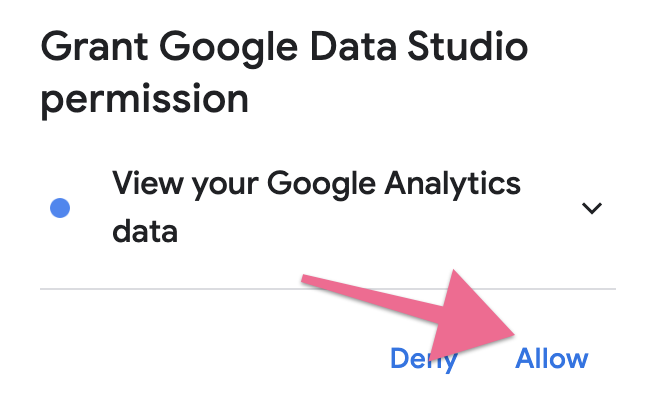 Grant Google Data Studio
permission
View your Google Analytics
data
Deny Allow